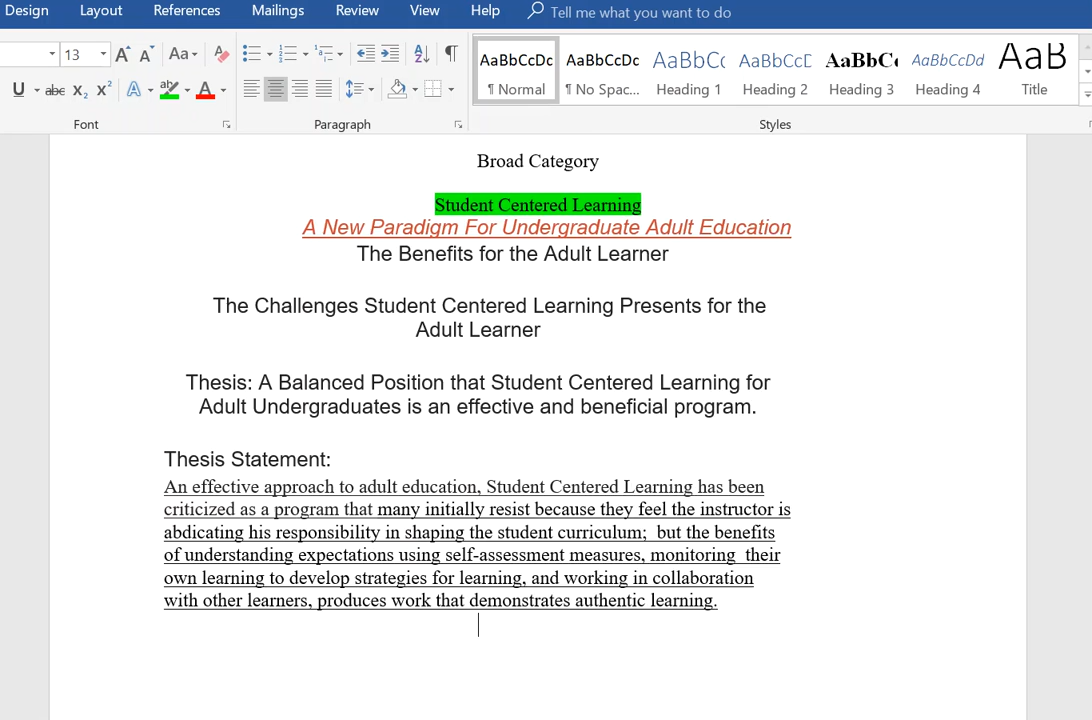 Design Layout References Mailings Review View Help Tell me what you want to do
13 Aa AaBbCcDc AaBbCcDc AaBbC AaBbCcD AaBbC AaBbCcDd AaB
U abc X2 X2 A ab A ¶ Normal ¶ No Spac... Heading 1 Heading 2 Heading 3 Heading 4 Title
Font Paragraph Styles
Broad Category
Student Centered Learning
A New Paradigm For Undergraduate Adult Education
The Benefits for the Adult Learner
The Challenges Student Centered Learning Presents for the
Adult Learner
Thesis: A Balanced Position that Student Centered Learning for
Adult Undergraduates is an effective and beneficial program.
Thesis Statement:
An effective approach to adult education, Student Centered Learning has been
criticized as a program that many initially resist because they feel the instructor is
abdicating his responsibility in shaping the student curriculum;  but the benefits
of understanding expectations using self-assessment measures, monitoring  their
own learning to develop strategies for learning, and working in collaboration
with other learners, produces work that demonstrates authentic learning.